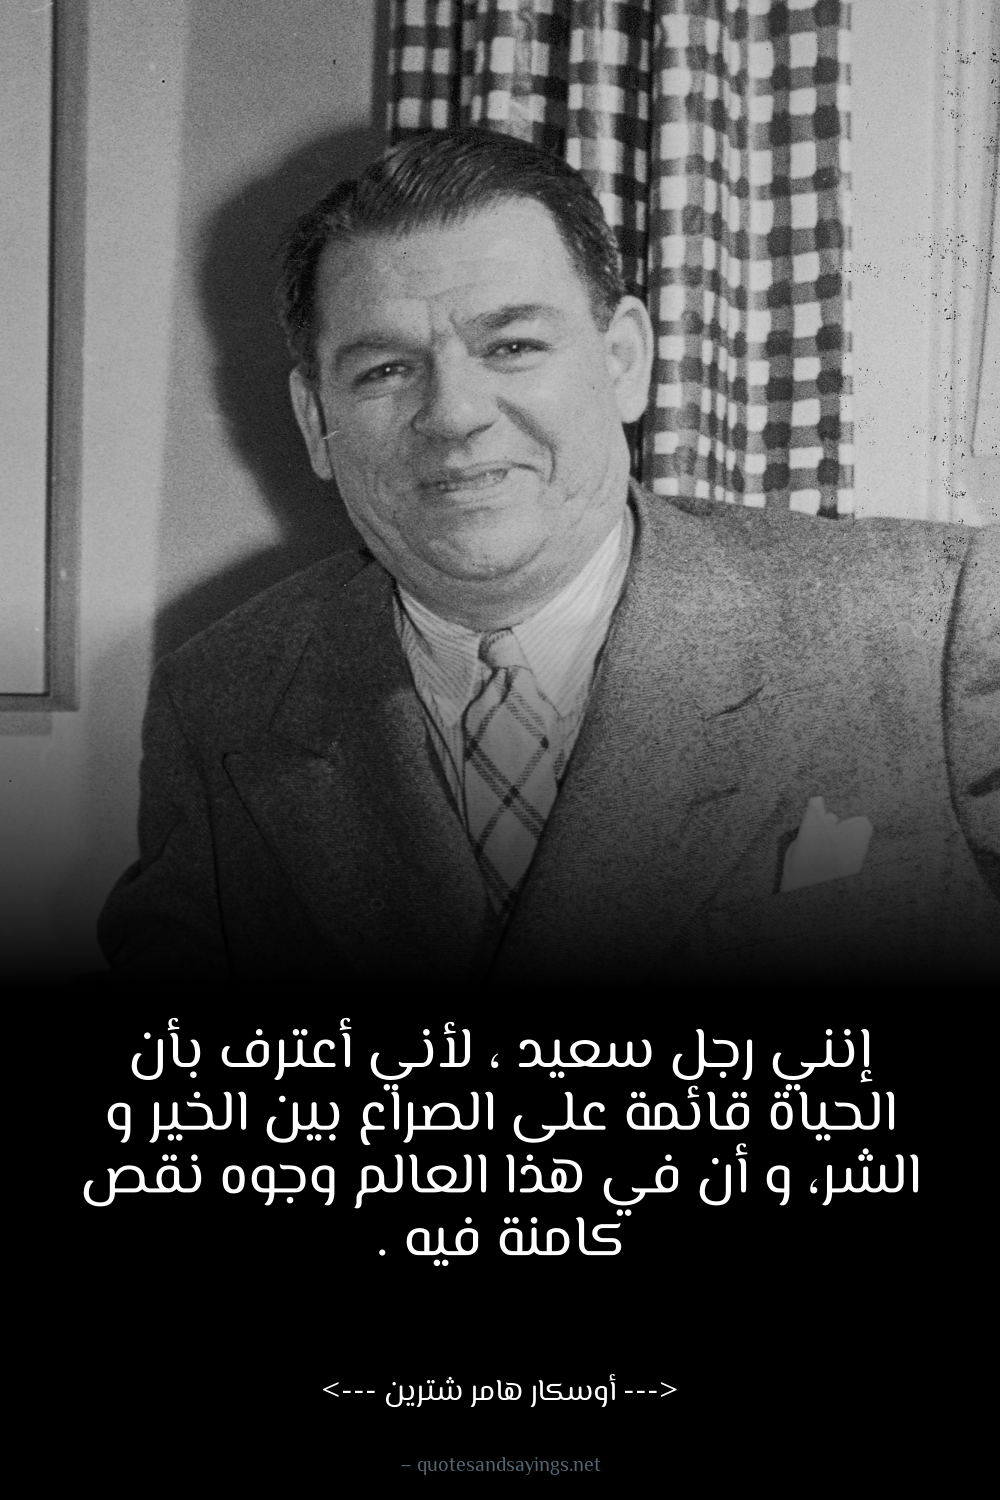 إنني رجل سعيد ، لأني أعترف بأن
الحياة قائمة على الصراع بين الخير و
الشر، و أن في هذا العالم وجوه نقص
كامنة فيه .
<--- أوسكار هامر شترين --->
– quotesandsayings.net